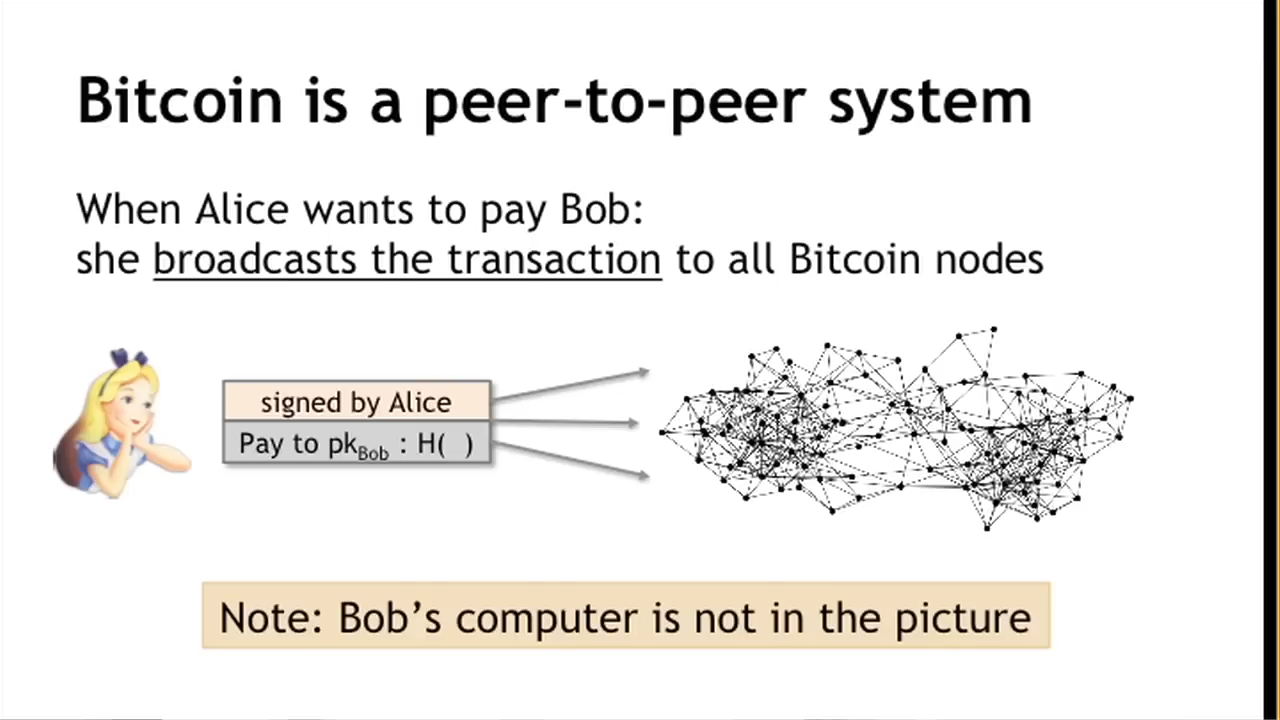 Bitcoin is a peer-to-peer system
When Alice wants to pay Bob:
she broadcasts the transaction to all Bitcoin nodes
signed by Alice
Pay to pkBob : H( )
Note: Bob’s computer is not in the picture